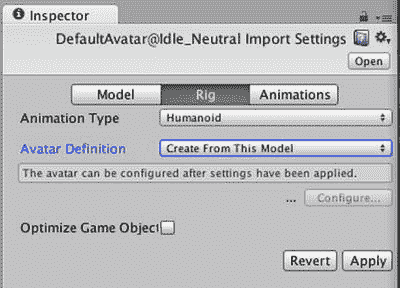 Inspector
DefaultAvatar@Idle_Neutral Import Settings
Open
Model Rig Animations
Animation Type Humanoid
Avatar Definition Create From This Model
The avatar can be configured after settings have been applied.
... Configure...
Optimize Game Object
Revert Apply